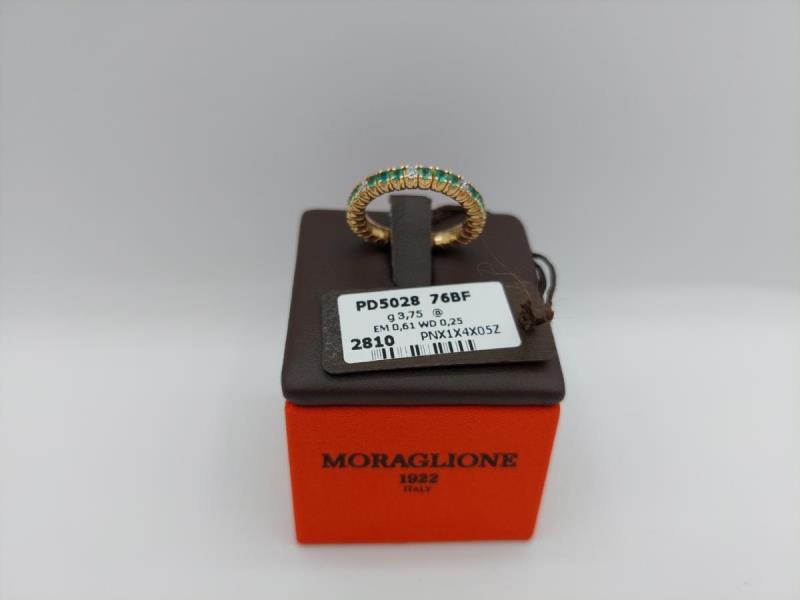 PD5028 76BF
g 3,75 @
EM 0,61 WD 0,25
2810 PNX1X4X05Z
MORAGLIONE
1922
ITALY